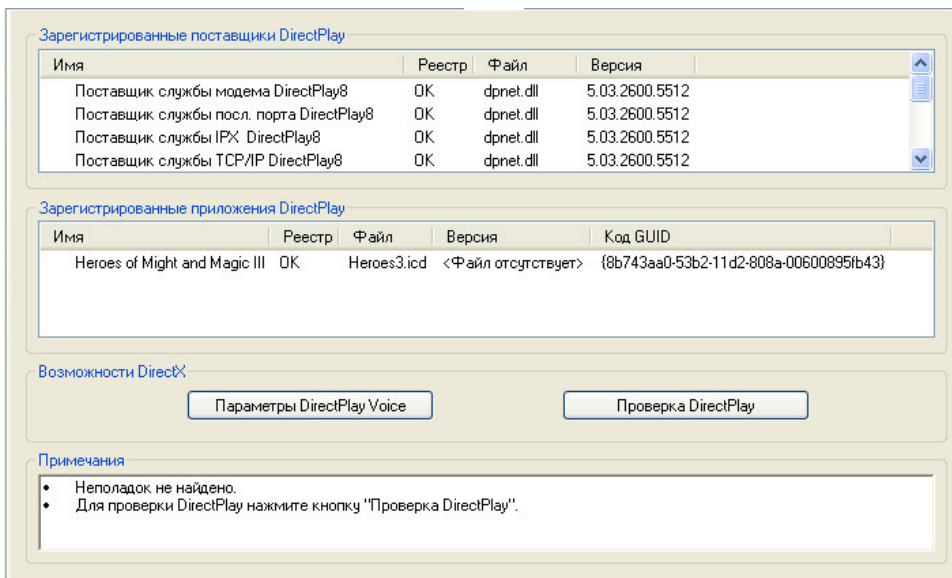 Зарегистрированные поставщики DirectPlay
Имя Реестр Файл Версия
Поставщик службы модема DirectPlay8 OK dpnet.dll 5.03.2600.5512
Поставщик службы посл. порта DirectPlay8 OK dpnet.dll 5.03.2600.5512
Поставщик службы IPX DirectPlay8 OK dpnet.dll 5.03.2600.5512
Поставщик службы TCP/IP DirectPlay8 OK dpnet.dll 5.03.2600.5512
Зарегистрированные приложения DirectPlay
Имя Реестр Файл Версия Код GUID
Heroes of Might and Magic III OK Heroes3.icd <Файл отсутствует> {8b743aa0-53b2-11d2-808a-00600895fb43}
Возможности DirectX
Параметры DirectPlay Voice Проверка DirectPlay
Примечания
• Неполадок не найдено.
• Для проверки DirectPlay нажмите кнопку "Проверка DirectPlay".